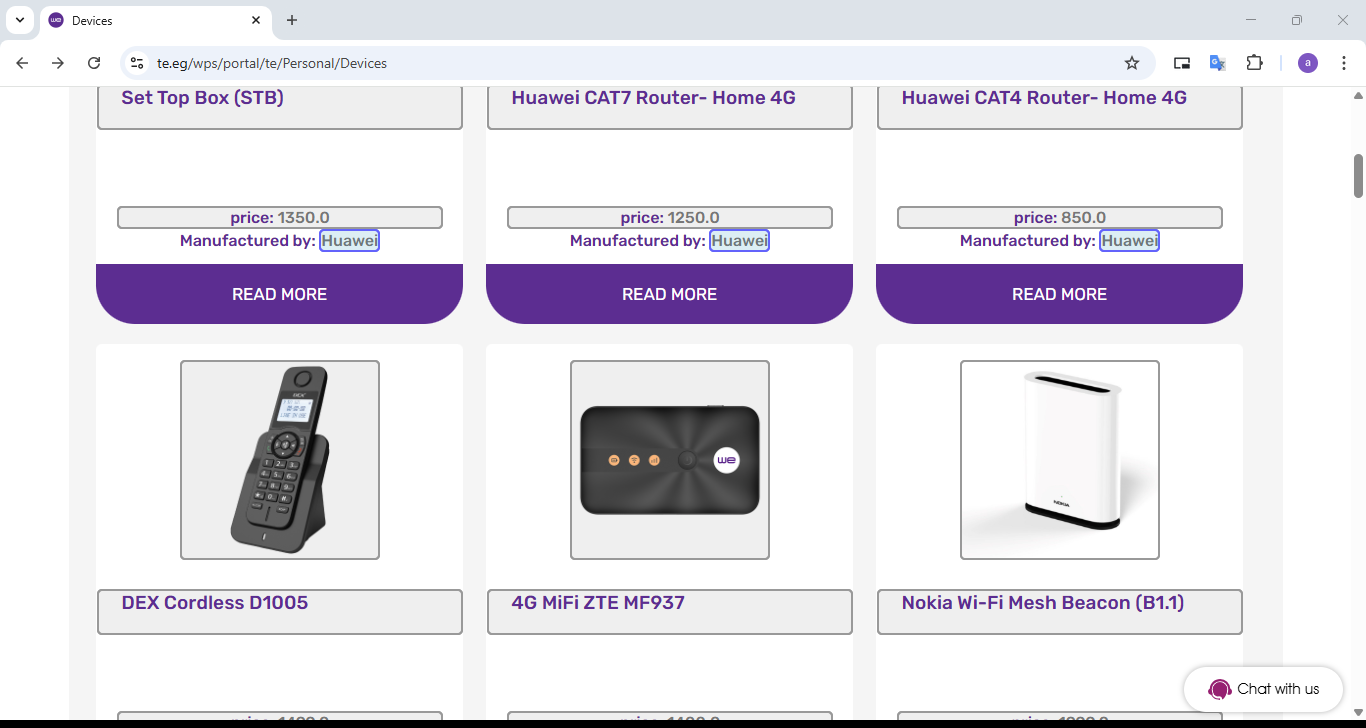 Devices
te.eg/wps/portal/te/Personal/Devices
a
Set Top Box (STB)
Huawei CAT7 Router- Home 4G
Huawei CAT4 Router- Home 4G
price: 1350.0
price: 1250.0
price: 850.0
Manufactured by: Huawei
Manufactured by: Huawei
Manufactured by: Huawei
READ MORE
READ MORE
READ MORE
we
NOKIA
DEX Cordless D1005
4G MiFi ZTE MF937
Nokia Wi-Fi Mesh Beacon (B1.1)
Chat with us